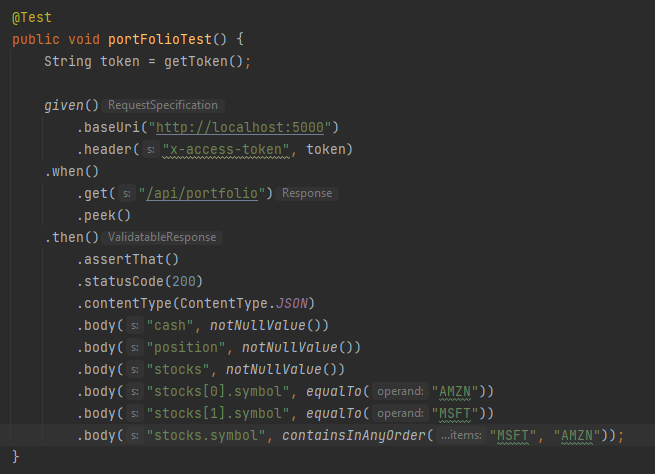 @Test
public void portFolioTest() {
    String token = getToken();
    given() RequestSpecification
        .baseUri("http://localhost:5000")
        .header( s: "x-access-token", token)
    .when()
        .get( s: "/api/portfolio") Response
        .peek()
    .then() ValidatableResponse
        .assertThat()
        .statusCode(200)
        .contentType(ContentType.JSON)
        .body( s: "cash", notNullValue())
        .body( s: "position", notNullValue())
        .body( s: "stocks", notNullValue())
        .body( s: "stocks[0].symbol", equalTo( operand: "AMZN"))
        .body( s: "stocks[1].symbol", equalTo( operand: "MSFT"))
        .body( s: "stocks.symbol", containsInAnyOrder( ...items: "MSFT", "AMZN"));
}